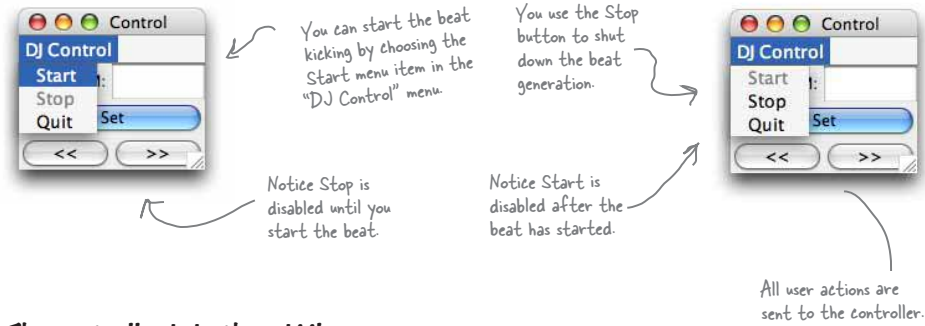 Control
DJ Control
Start
Stop
Quit
Set
<<
>>
You can start the beat
kicking by choosing the
Start menu item in the
"DJ Control" menu.
You use the Stop
button to shut
down the beat
generation.
Control
DJ Control
Start
Stop
Quit
Set
<<
>>
Notice Stop is
disabled until you
start the beat.
Notice Start is
disabled after the
beat has started.
All user actions are
sent to the controller.